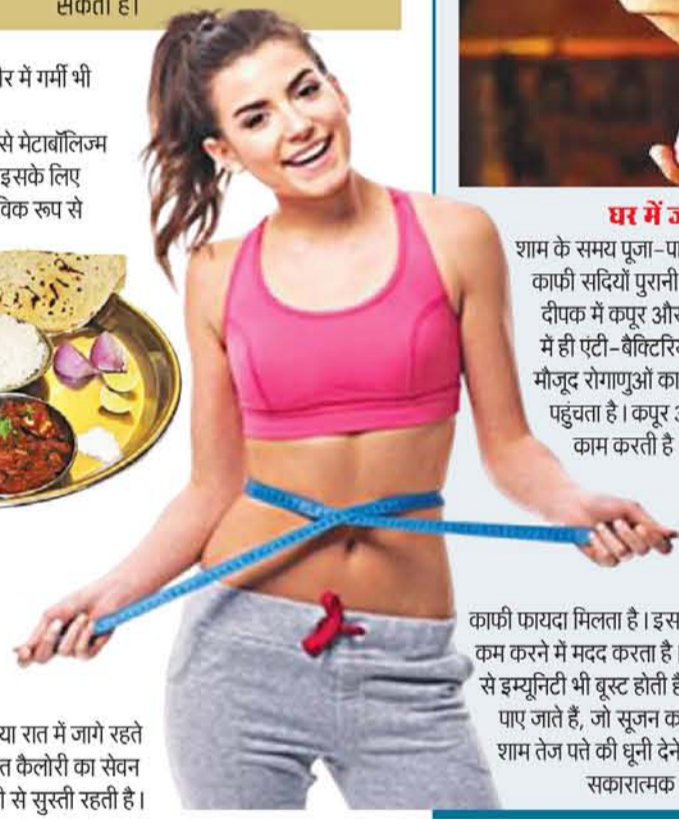 सकता है।
र में गर्मी भी
से मेटाबॉलिज्म
इसके लिए
विक रूप से
या रात में जागे रहते
त कैलोरी का सेवन
ी से सुस्ती रहती है।
घर में ज
शाम के समय पूजा-पा
काफी सदियों पुरानी
दीपक में कपूर और
में ही एंटी-बैक्टिरि
मौजूद रोगाणुओं का
पहुंचता है। कपूर अ
काम करती है
काफी फायदा मिलता है। इस
कम करने में मदद करता है।
से इम्यूनिटी भी बूस्ट होती है
पाए जाते हैं, जो सूजन क
शाम तेज पत्ते की धूनी देने
सकारात्मक